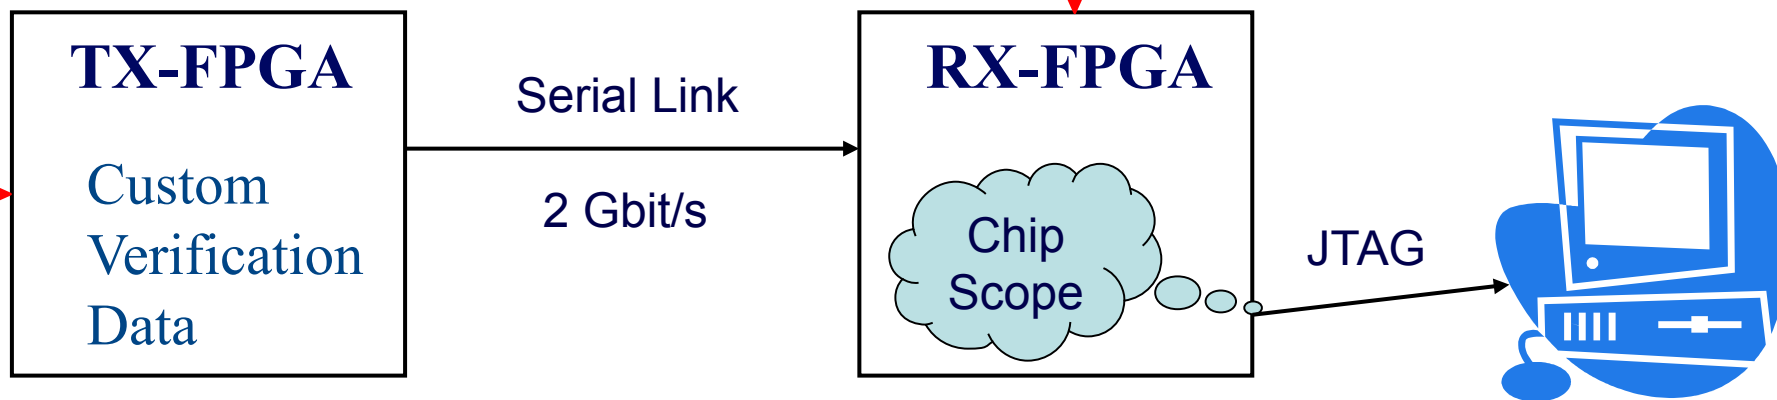 TX-FPGA
Custom
Verification
Data
Serial Link
2 Gbit/s
RX-FPGA
Chip
Scope
JTAG